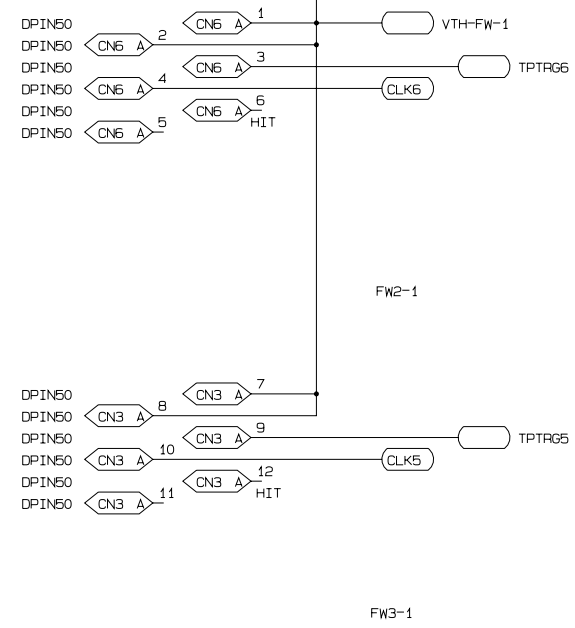 DPIN50 CN6 A 1 VTH-FW-1
DPIN50 CN6 A 2
DPIN50 CN6 A 3 TPTRG6
DPIN50 CN6 A 4 CLK6
DPIN50 CN6 A 6
HIT
DPIN50 CN6 A 5
FW2-1
DPIN50 CN3 A 7
DPIN50 CN3 A 8
DPIN50 CN3 A 9 TPTRG5
DPIN50 CN3 A 10 CLK5
DPIN50 CN3 A 12
HIT
DPIN50 CN3 A 11
FW3-1